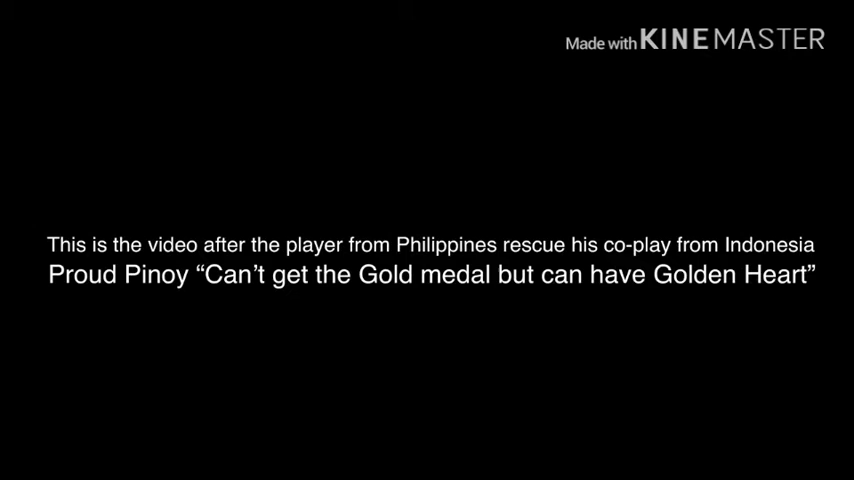 Made with KINEMASTER
This is the video after the player from Philippines rescue his co-play from Indonesia
Proud Pinoy “Can’t get the Gold medal but can have Golden Heart”